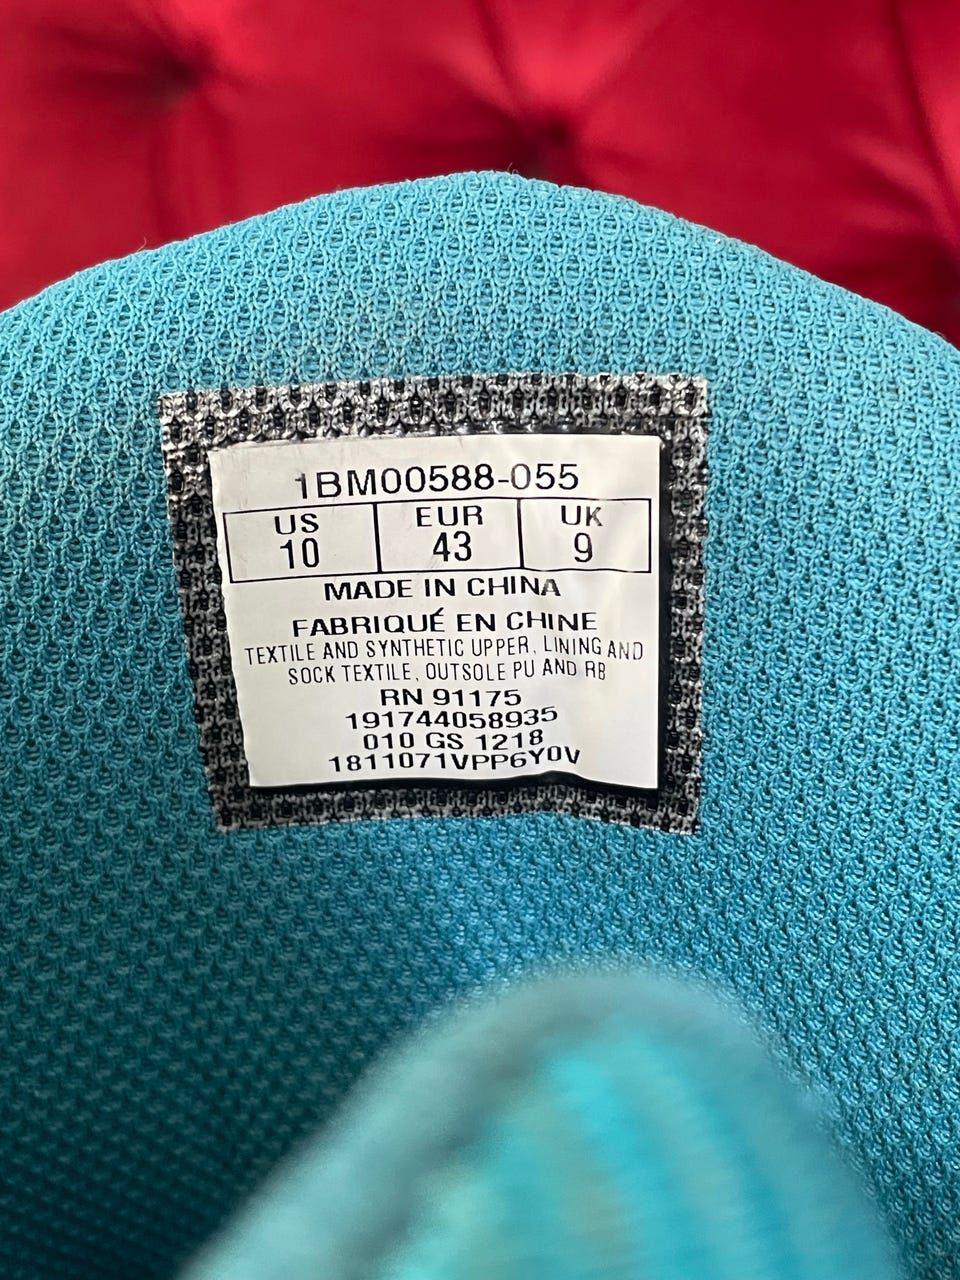 1BM00588-055
US EUR UK
10 43 9
MADE IN CHINA
FABRIQUÉ EN CHINE
TEXTILE AND SYNTHETIC UPPER, LINING AND
SOCK TEXTILE, OUTSOLE PU AND RB
RN 91175
191744058935
010 GS 1218
1811071VPP6Y0V